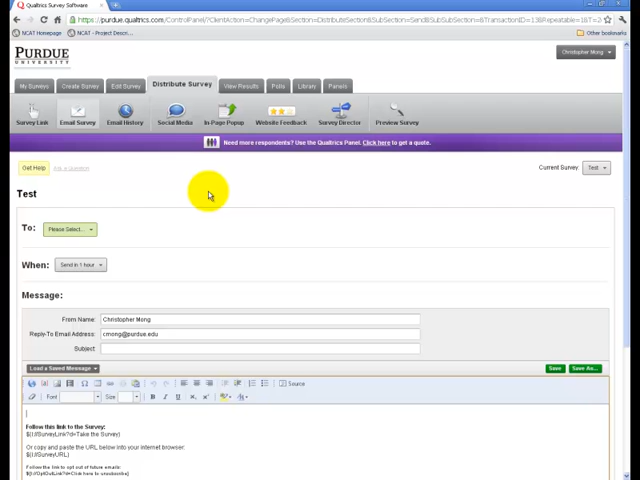 Qualtrics Survey Software
https://purdue.qualtrics.com/ControlPanel/?ClientAction=ChangePage&Section=DistributeSection&SubSection=SendSubSubSection=&TransactionID=13&Repeatable=1&T=2
NCAT Homepage
NCAT - Project Descri...
Other bookmarks
PURDUE
UNIVERSITY
Christopher Mong
My Surveys
Create Survey
Edit Survey
Distribute Survey
View Results
Polls
Library
Panels
Survey Link
Email Survey
Email History
Social Media
In-Page Popup
Website Feedback
Survey Director
Preview Survey
Need more respondents? Use the Qualtrics Panel. Click here to get a quote.
Get Help
Ask a Question
Current Survey:
Test
Test
To:
Please Select...
When:
Send in 1 hour
Message:
From Name:
Christopher Mong
Reply-To Email Address:
cmong@purdue.edu
Subject:
Load a Saved Message
Save
Save As...
Source
Font
Size
B I U
Follow this link to the Survey:
${l://SurveyLink?d=Take the Survey}
Or copy and paste the URL below into your internet browser:
${l://SurveyURL}
Follow the link to opt out of future emails:
${l://OptOutLink?d=Click here to unsubscribe}